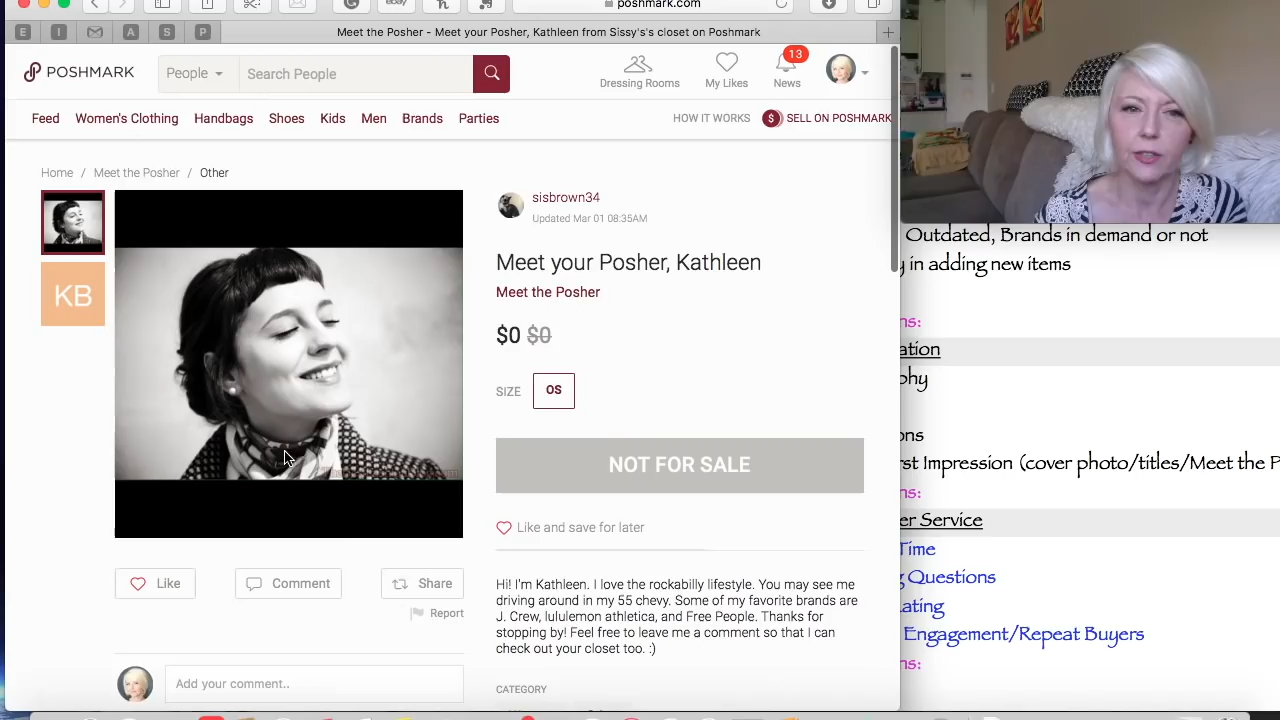 ebay
poshmark.com
E I A S P
Meet the Posher - Meet your Posher, Kathleen from Sissy's's closet on Poshmark
POSHMARK
People
Search People
Dressing Rooms
My Likes
13
News
Feed Women's Clothing Handbags Shoes Kids Men Brands Parties
HOW IT WORKS
$ SELL ON POSHMARK
Home / Meet the Posher / Other
KB
sisbrown34
Updated Mar 01 08:35AM
Meet your Posher, Kathleen
Meet the Posher
$0 $0
SIZE OS
NOT FOR SALE
Like and save for later
Hi! I'm Kathleen. I love the rockabilly lifestyle. You may see me
driving around in my 55 chevy. Some of my favorite brands are
J. Crew, lululemon athletica, and Free People. Thanks for
stopping by! Feel free to leave me a comment so that I can
check out your closet too. :)
CATEGORY
Like
Comment
Share
Report
Add your comment..
Outdated, Brands in demand or not
in adding new items
Impression (cover photo/titles/Meet the P
Service
Time
Questions
Engagement/Repeat Buyers